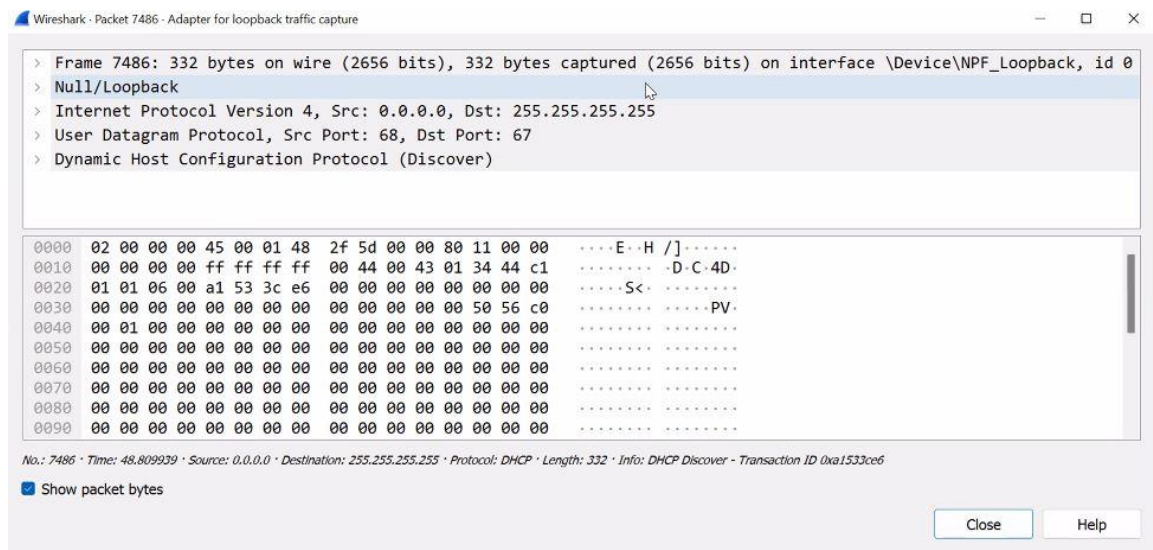 Wireshark · Packet 7486 · Adapter for loopback traffic capture
> Frame 7486: 332 bytes on wire (2656 bits), 332 bytes captured (2656 bits) on interface \Device\NPF_Loopback, id 0
> Null/Loopback
> Internet Protocol Version 4, Src: 0.0.0.0, Dst: 255.255.255.255
> User Datagram Protocol, Src Port: 68, Dst Port: 67
> Dynamic Host Configuration Protocol (Discover)
0000 02 00 00 00 45 00 01 48 2f 5d 00 00 80 11 00 00 ····E··H /]······
0010 00 00 00 00 ff ff ff ff 00 44 00 43 01 34 44 c1 ········ ·D·C·4D·
0020 01 01 06 00 a1 53 3c e6 00 00 00 00 00 00 00 00 ·····S<· ········
0030 00 00 00 00 00 00 00 00 00 00 00 00 00 50 56 c0 ········ ·····PV·
0040 00 01 00 00 00 00 00 00 00 00 00 00 00 00 00 00 ········ ········
0050 00 00 00 00 00 00 00 00 00 00 00 00 00 00 00 00 ········ ········
0060 00 00 00 00 00 00 00 00 00 00 00 00 00 00 00 00 ········ ········
0070 00 00 00 00 00 00 00 00 00 00 00 00 00 00 00 00 ········ ········
0080 00 00 00 00 00 00 00 00 00 00 00 00 00 00 00 00 ········ ········
0090 00 00 00 00 00 00 00 00 00 00 00 00 00 00 00 00 ········ ········
No.: 7486 · Time: 48.809939 · Source: 0.0.0.0 · Destination: 255.255.255.255 · Protocol: DHCP · Length: 332 · Info: DHCP Discover - Transaction ID 0xa1533ce6
Show packet bytes
Close Help